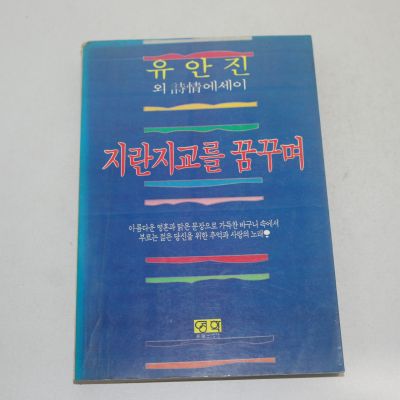 유안진
외 詩情에세이
지란지교를 꿈꾸며
아름다운 영혼과 맑은 문장으로 가득찬 바구니 속에서
부르는 젊은 당신을 위한 추억과 사랑의 노래